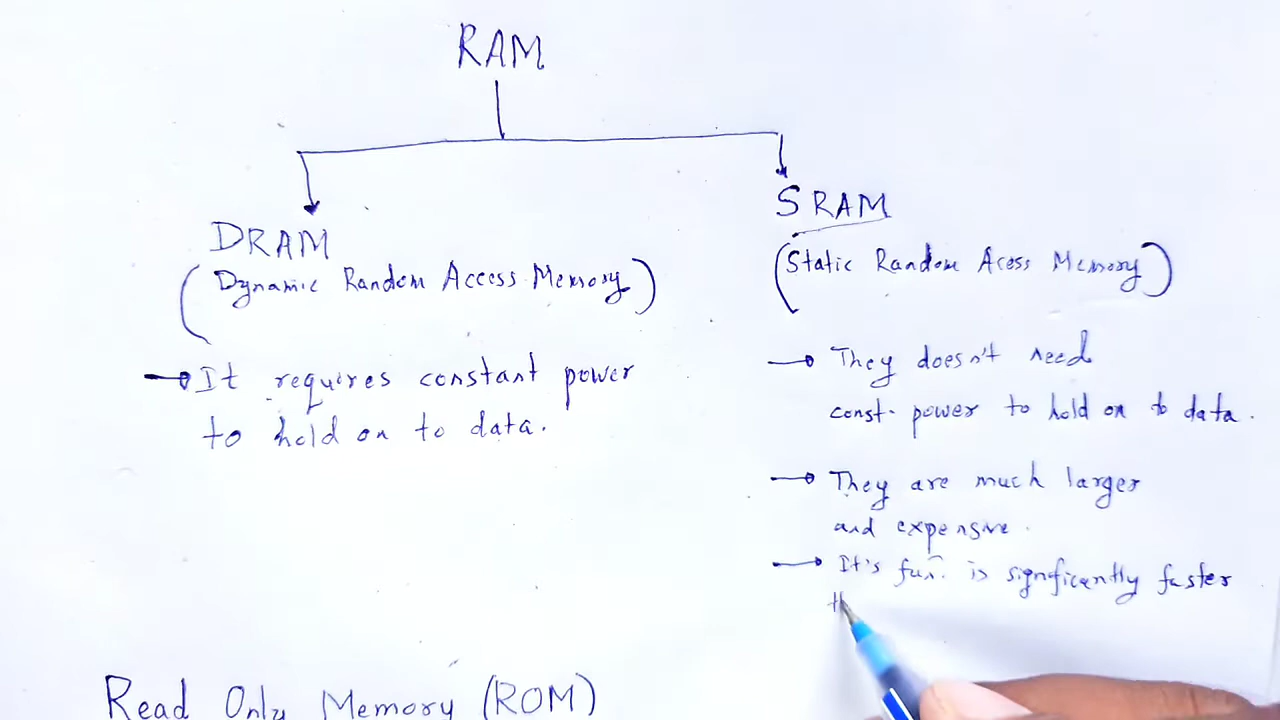 RAM
DRAM
(Dynamic Random Access Memory)
It requires constant power
to hold on to data.
SRAM
(Static Random Acess Memory)
They doesn't need
const. power to hold on to data.
They are much larger
and expensive.
It's fun. is significantly faster
Read Only Memory (ROM)